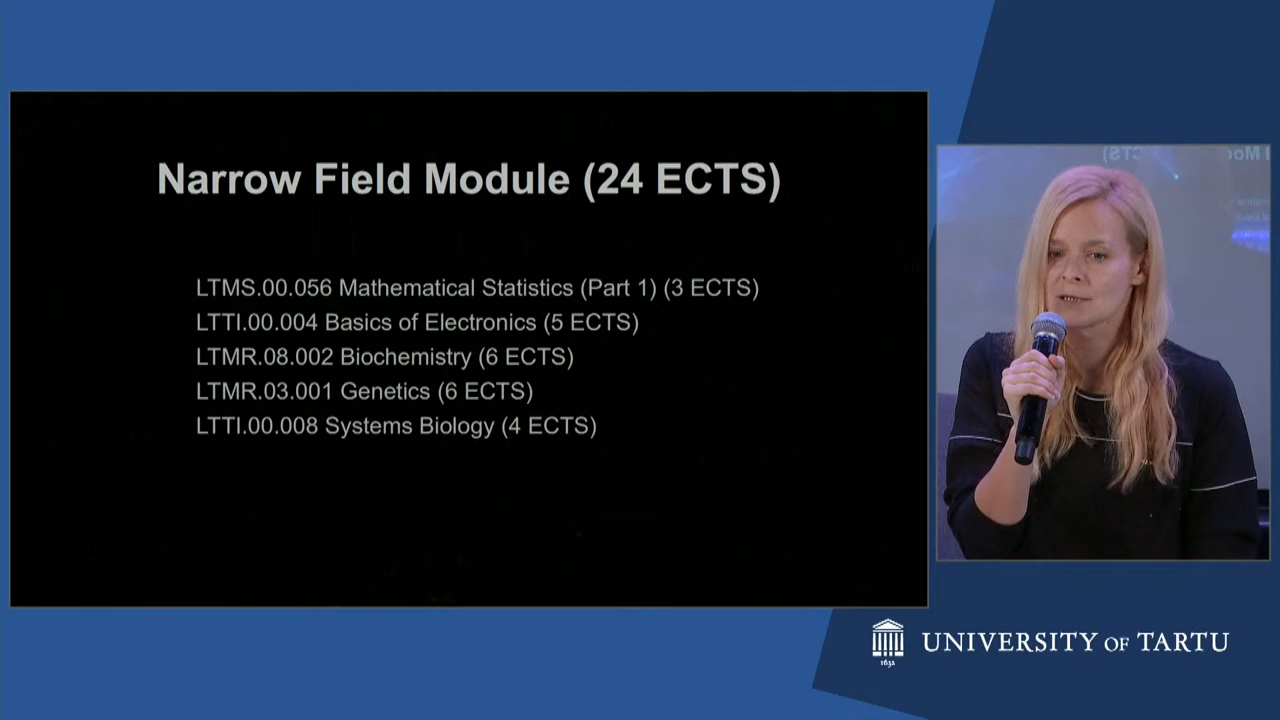 Narrow Field Module (24 ECTS)
LTMS.00.056 Mathematical Statistics (Part 1) (3 ECTS)
LTTI.00.004 Basics of Electronics (5 ECTS)
LTMR.08.002 Biochemistry (6 ECTS)
LTMR.03.001 Genetics (6 ECTS)
LTTI.00.008 Systems Biology (4 ECTS)
1632
UNIVERSITY OF TARTU